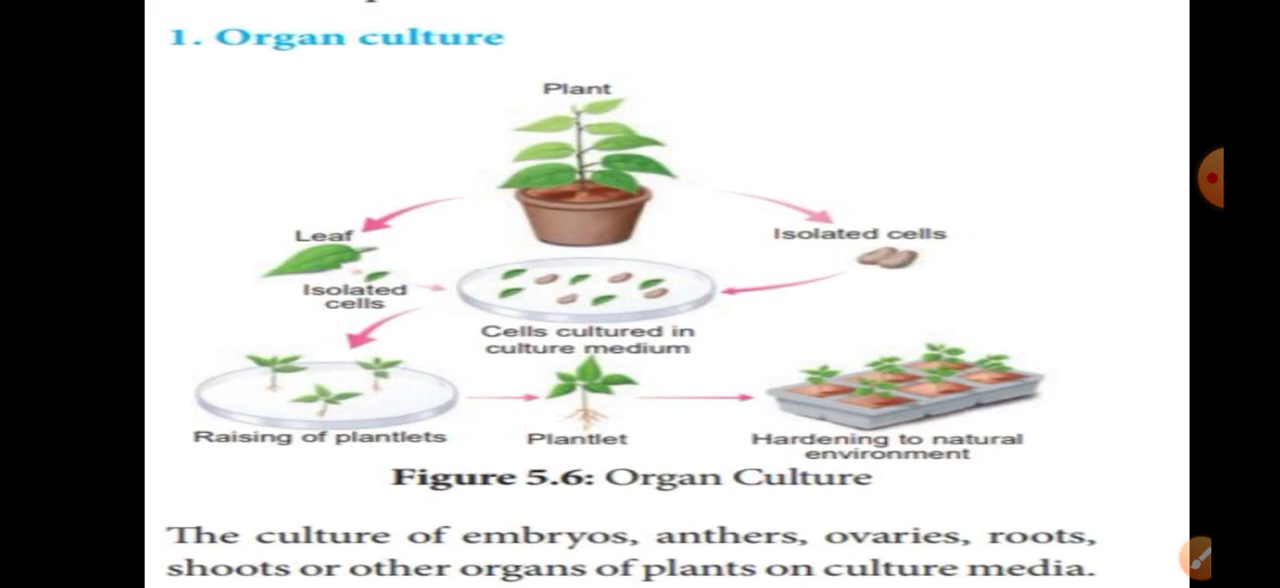 1. Organ culture
Plant
Leaf
Isolated cells
Isolated
cells
Cells cultured in
culture medium
Raising of plantlets
Plantlet
Hardening to natural
environment
Figure 5.6: Organ Culture
The culture of embryos, anthers, ovaries, roots,
shoots or other organs of plants on culture media.